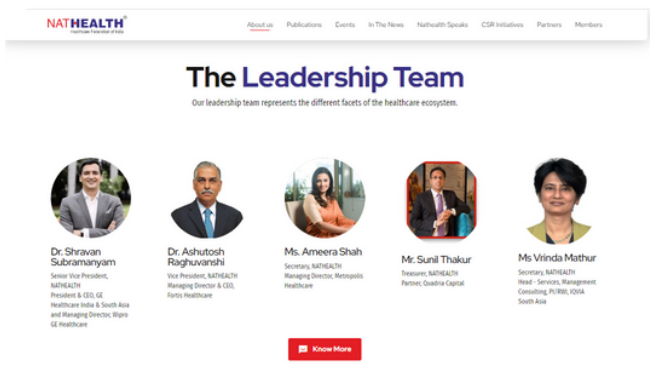 NATHEALTH
Healthcare Federation of India
About us Publications Events In The News Nathealth Speaks CSR Initiatives Partners Members
The Leadership Team
Our leadership team represents the different facets of the healthcare ecosystem.
Dr. Shravan
Subramanyam
Senior Vice President,
NATHEALTH
President & CEO, GE
Healthcare India & South Asia
and Managing Director, Wipro
GE Healthcare
Dr. Ashutosh
Raghuvanshi
Vice President, NATHEALTH
Managing Director & CEO,
Fortis Healthcare
Ms. Ameera Shah
Secretary, NATHEALTH
Managing Director, Metropolis
Healthcare
Mr. Sunil Thakur
Treasurer, NATHEALTH
Partner, Quadria Capital
Ms Vrinda Mathur
Secretary, NATHEALTH
Head - Services, Management
Consulting, PI/RWI, IQVIA
South Asia
Know More